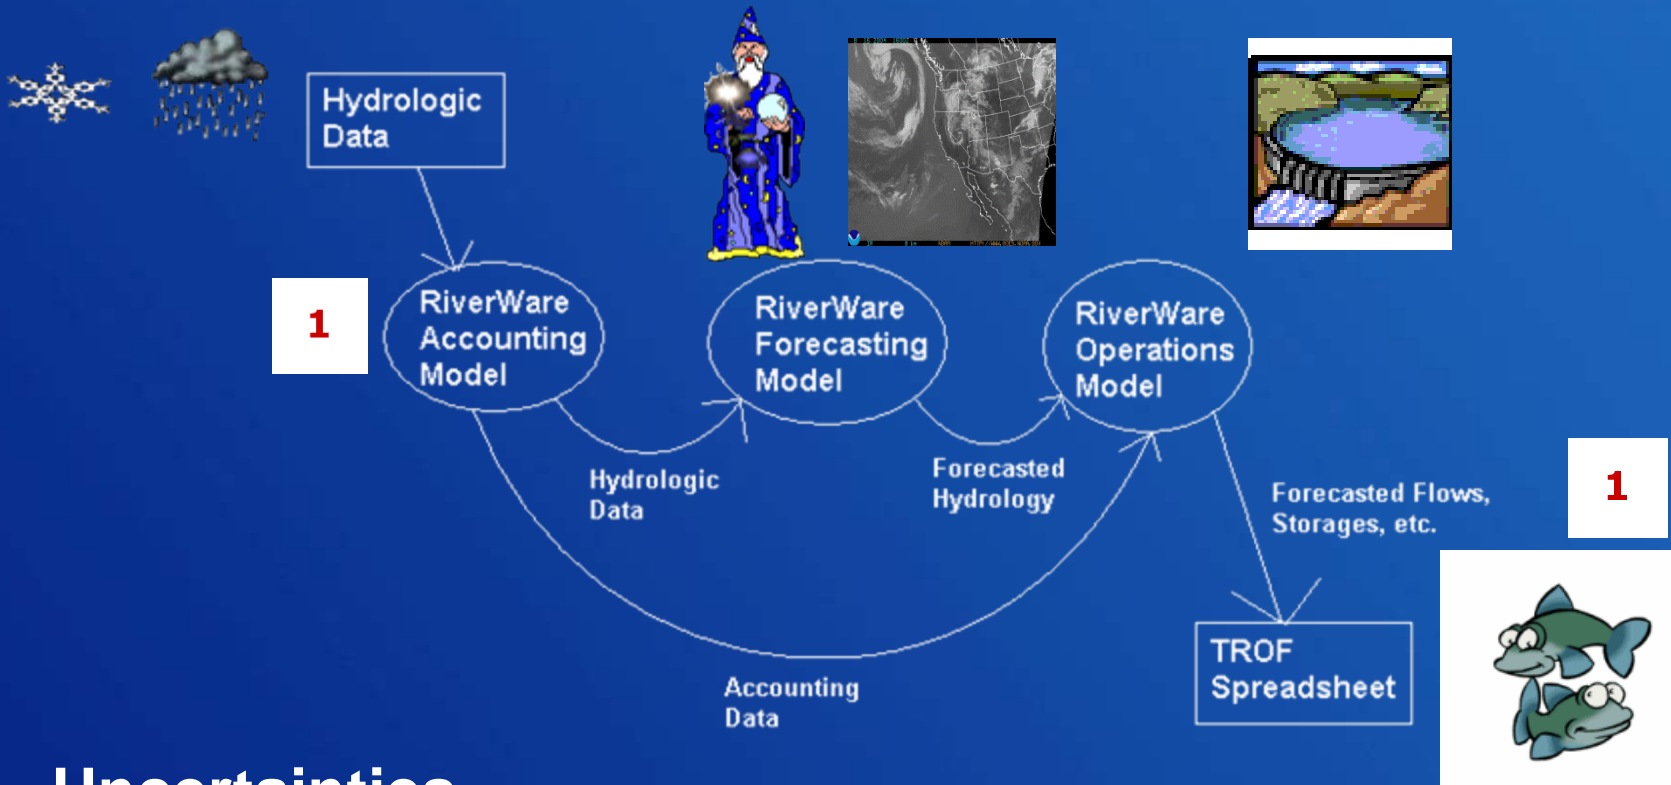 Hydrologic
Data
1
RiverWare
Accounting
Model
RiverWare
Forecasting
Model
RiverWare
Operations
Model
Hydrologic
Data
Forecasted
Hydrology
Forecasted Flows,
Storages, etc.
1
Accounting
Data
TROF
Spreadsheet
Uncertainties